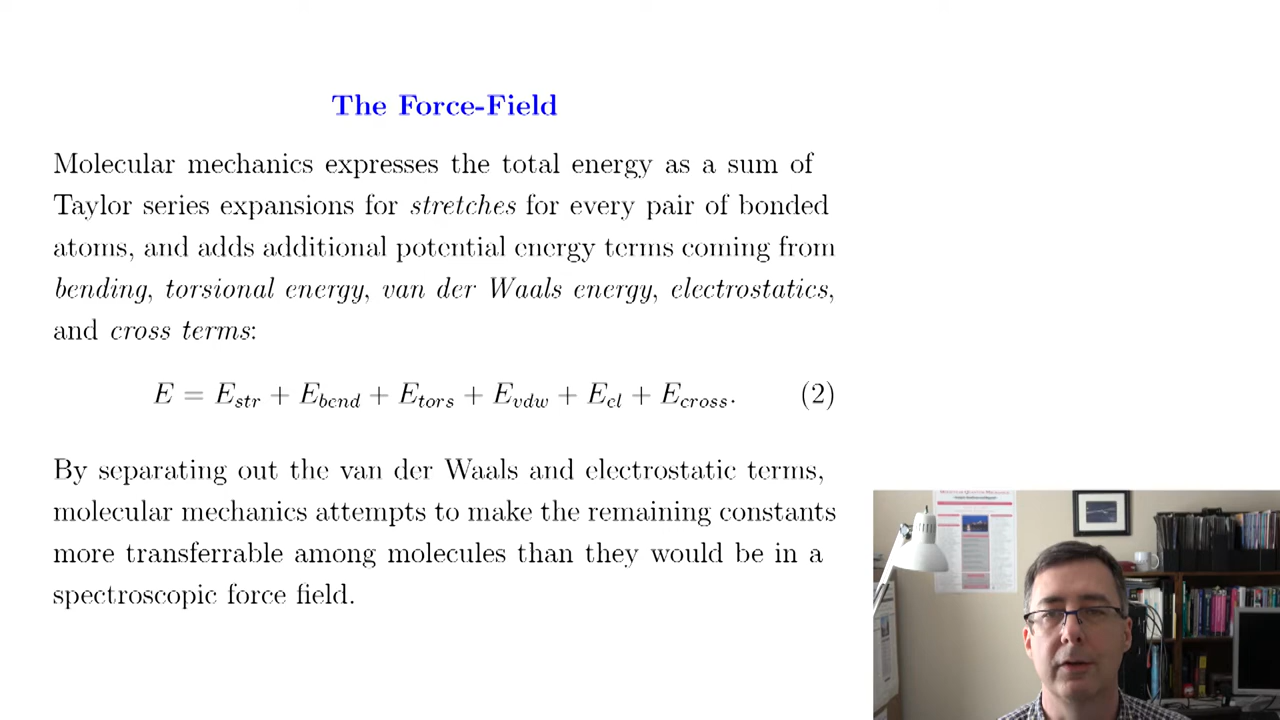 The Force-Field
Molecular mechanics expresses the total energy as a sum of
Taylor series expansions for stretches for every pair of bonded
atoms, and adds additional potential energy terms coming from
bending, torsional energy, van der Waals energy, electrostatics,
and cross terms:
E = E_str + E_bend + E_tors + E_vdw + E_el + E_cross. (2)
By separating out the van der Waals and electrostatic terms,
molecular mechanics attempts to make the remaining constants
more transferrable among molecules than they would be in a
spectroscopic force field.